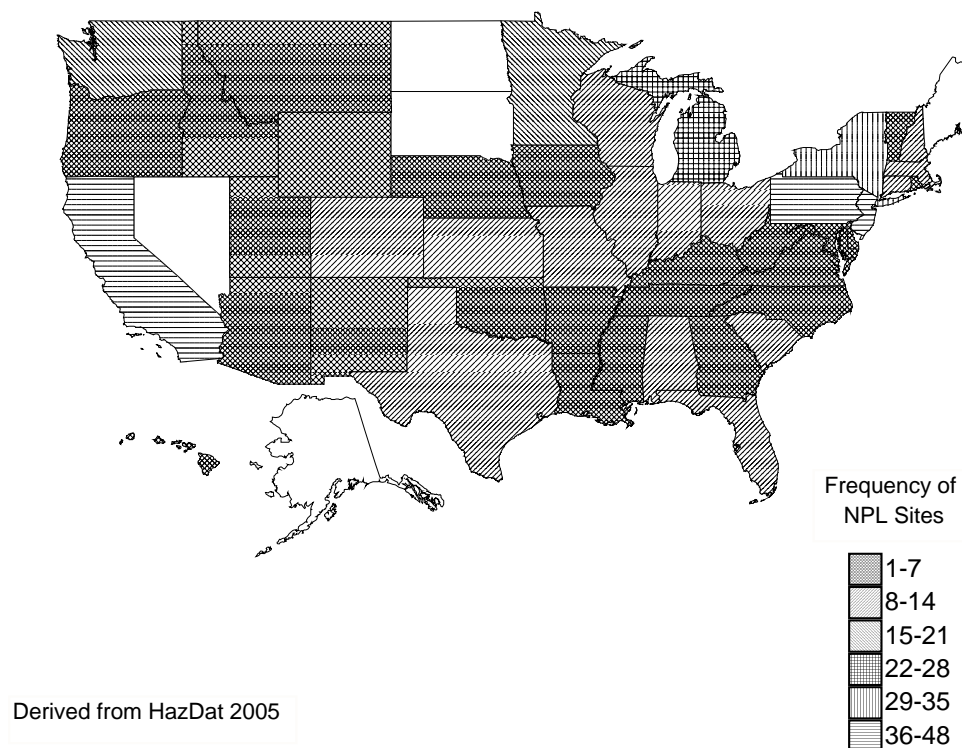 Frequency of
NPL Sites
1-7
8-14
15-21
22-28
29-35
36-48
Derived from HazDat 2005